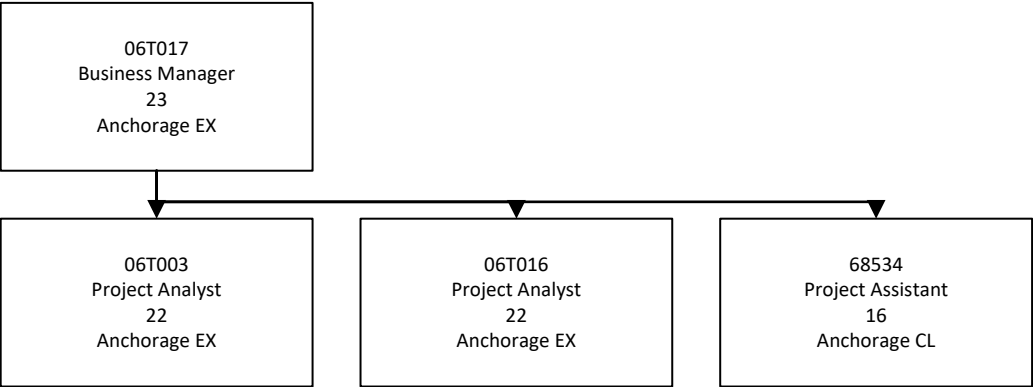 06T017
Business Manager
23
Anchorage EX
06T003
Project Analyst
22
Anchorage EX
06T016
Project Analyst
22
Anchorage EX
68534
Project Assistant
16
Anchorage CL